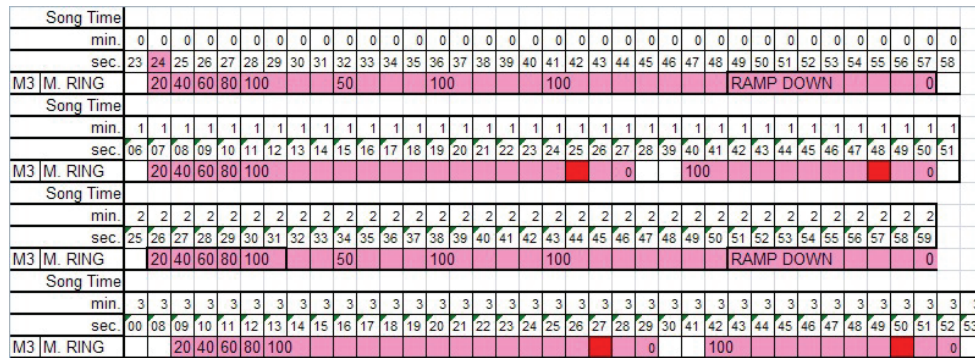 Song Time
min. 0 0 0 0 0 0 0 0 0 0 0 0 0 0 0 0 0 0 0 0 0 0 0 0 0 0 0 0 0 0 0 0 0 0 0 0
sec. 23 24 25 26 27 28 29 30 31 32 33 34 35 36 37 38 39 40 41 42 43 44 45 46 47 48 49 50 51 52 53 54 55 56 57 58
M3 M. RING 20 40 60 80 100 50 100 100 RAMP DOWN 0
Song Time
min. 1 1 1 1 1 1 1 1 1 1 1 1 1 1 1 1 1 1 1 1 1 1 1 1 1 1 1 1 1 1 1 1 1 1 1 1
sec. 06 07 08 09 10 11 12 13 14 15 16 17 18 19 20 21 22 23 24 25 26 27 28 39 40 41 42 43 44 45 46 47 48 49 50 51
M3 M. RING 20 40 60 80 100 0 100 0
Song Time
min. 2 2 2 2 2 2 2 2 2 2 2 2 2 2 2 2 2 2 2 2 2 2 2 2 2 2 2 2 2 2 2 2 2 2 2
sec. 25 26 27 28 29 30 31 32 33 34 35 36 37 38 39 40 41 42 43 44 45 46 47 48 49 50 51 52 53 54 55 56 57 58 59
M3 M. RING 20 40 60 80 100 50 100 100 RAMP DOWN 0
Song Time
min. 3 3 3 3 3 3 3 3 3 3 3 3 3 3 3 3 3 3 3 3 3 3 3 3 3 3 3 3 3 3 3 3 3 3 3 3
sec. 00 08 09 10 11 12 13 14 15 16 17 18 19 20 21 22 23 24 25 26 27 28 29 30 41 42 43 44 45 46 47 48 49 50 51 52 53
M3 M. RING 20 40 60 80 100 0 100 0